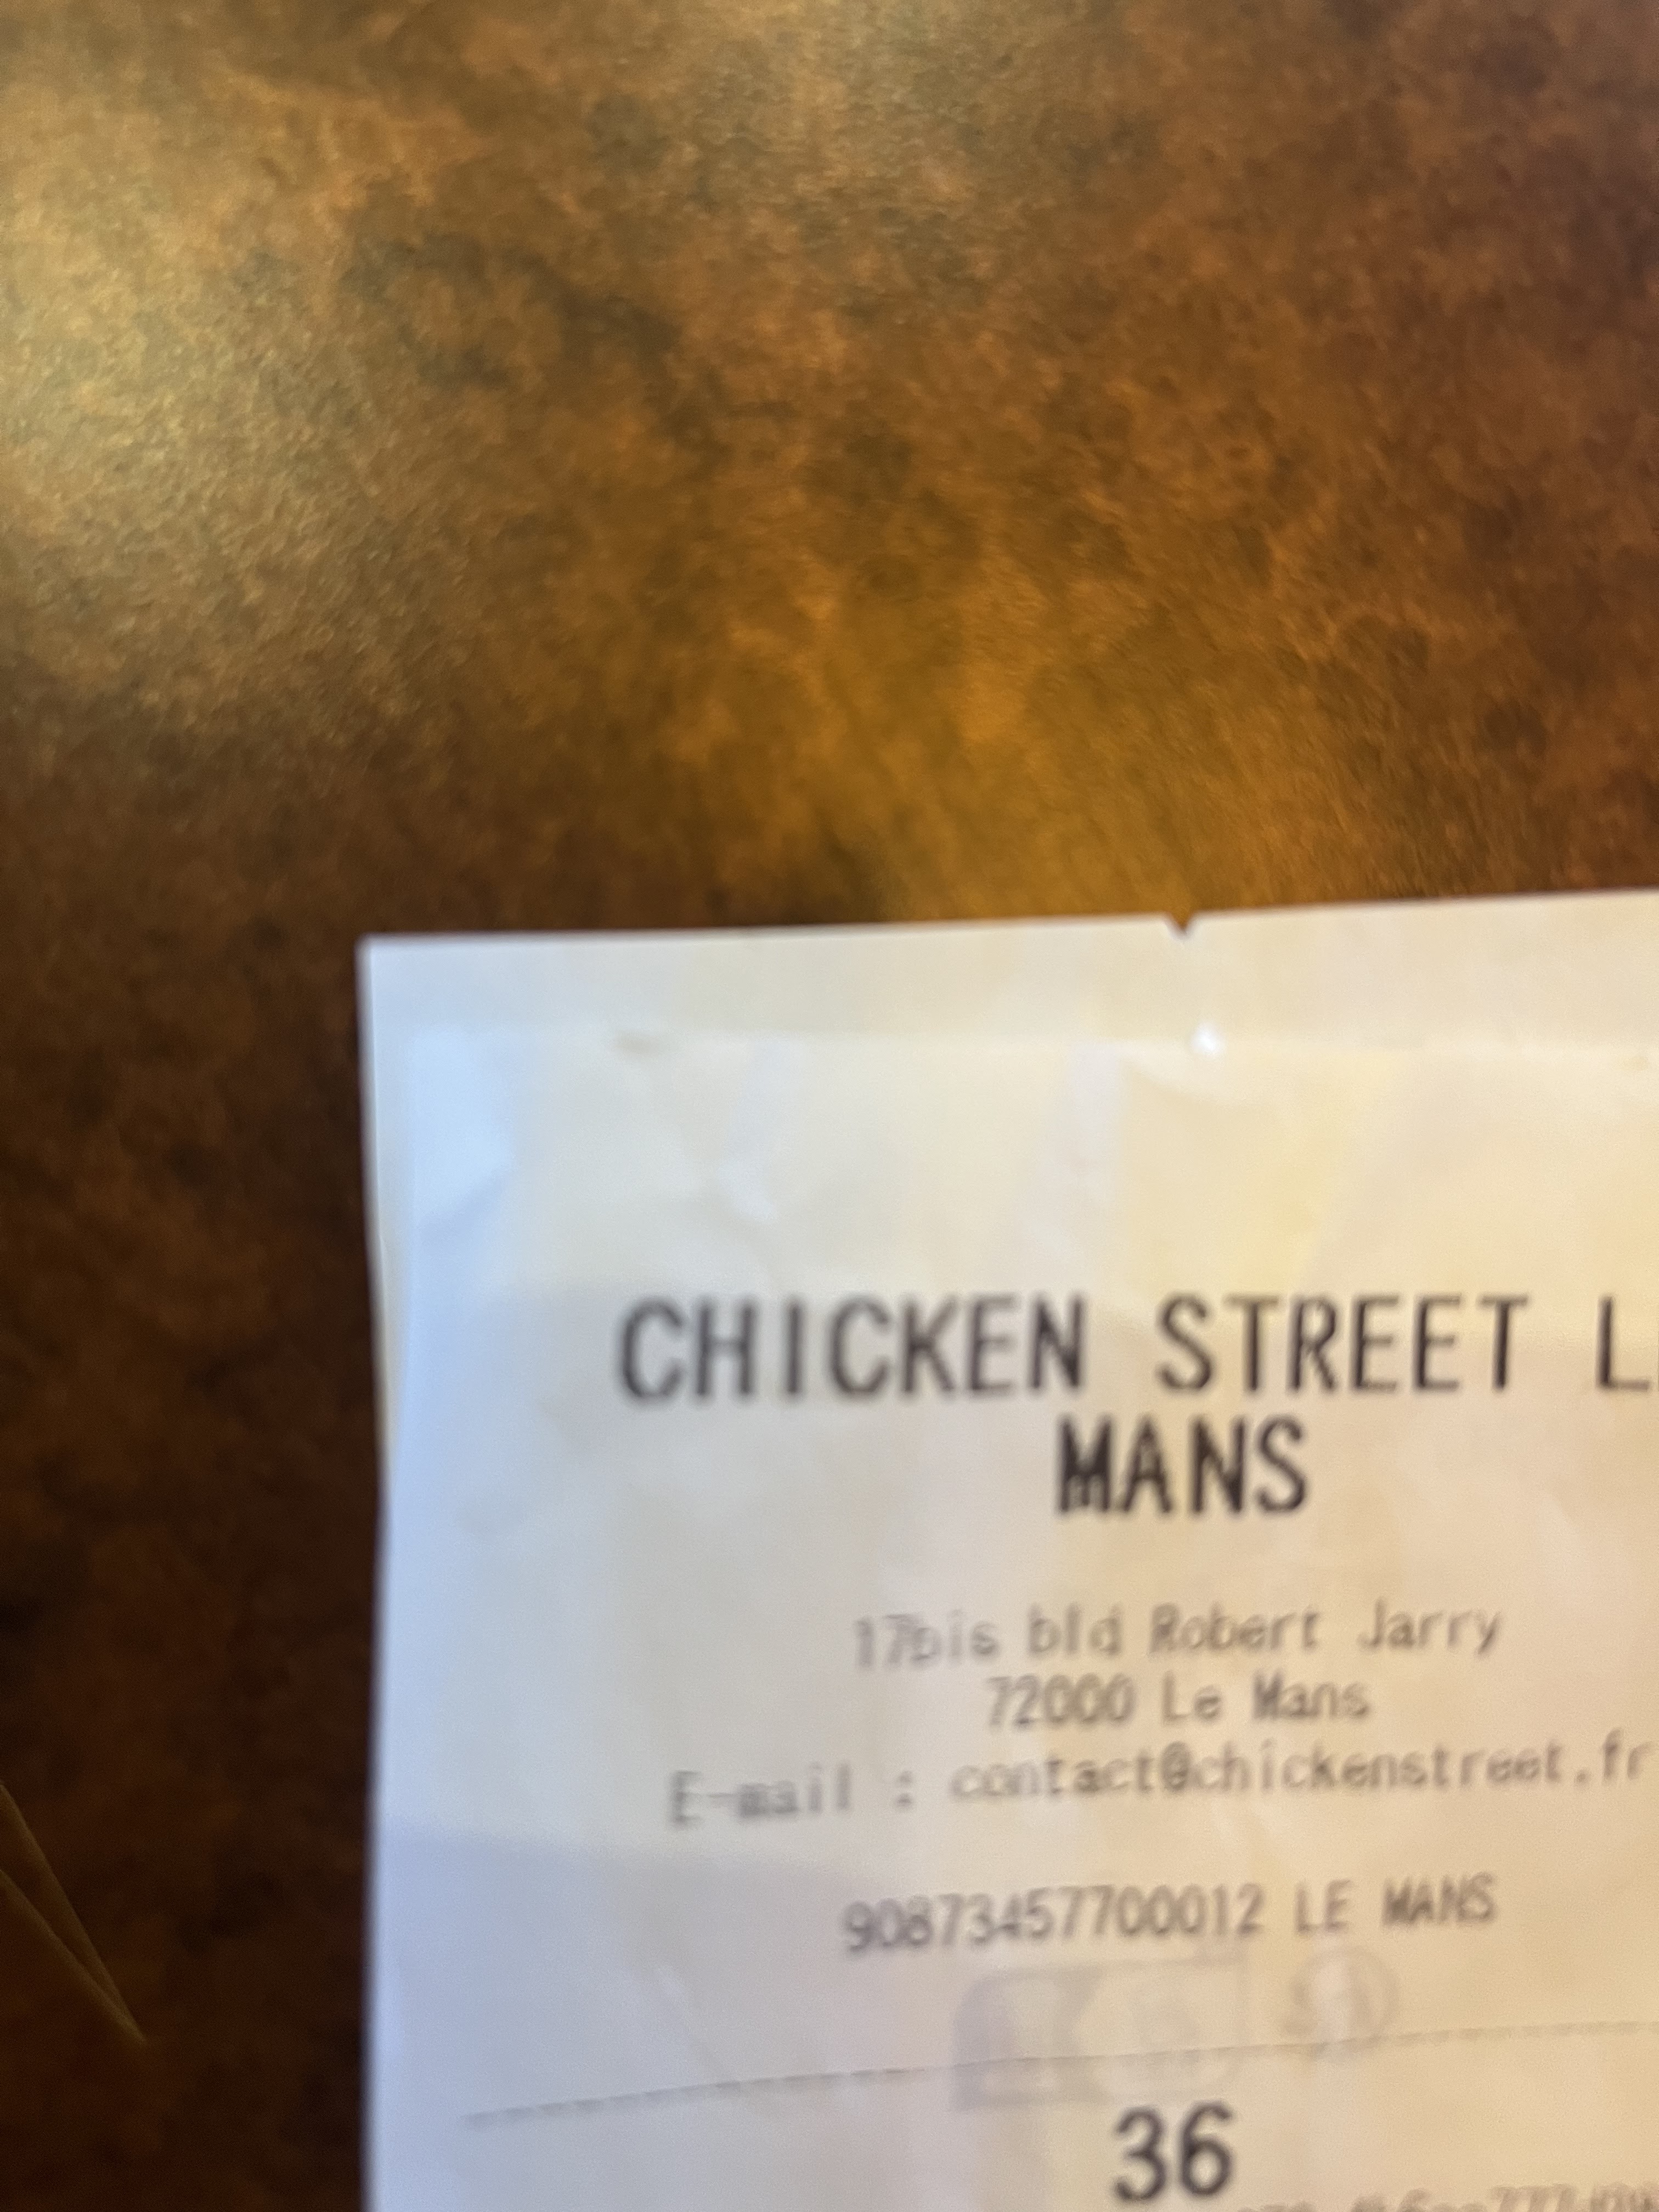 CHICKEN STREET
MANS
17bis bld Robert Jarry
72000 Le Mans
E-mail : contact@chickenstreet.fr
90873457700012 LE MANS
36